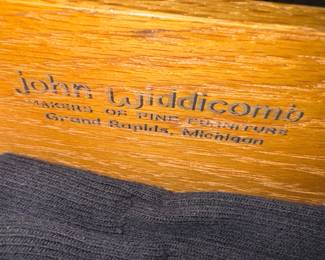 john widdicomb
MAKERS OF FINE FURNITURE
Grand Rapids, Michigan